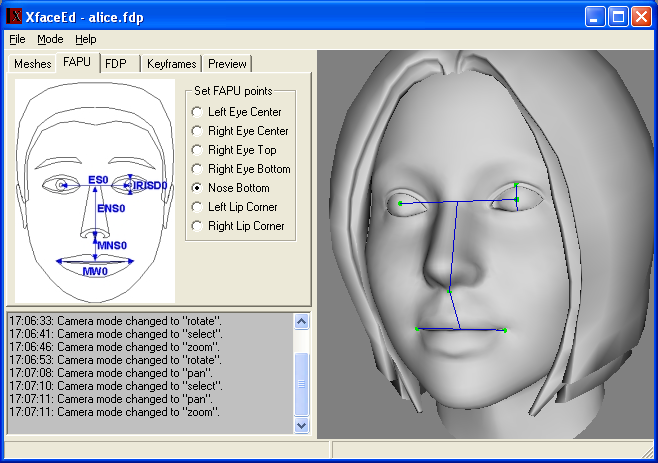 XfaceEd - alice.fdp
File Mode Help
Meshes FAPU FDP Keyframes Preview
Set FAPU points
Left Eye Center
Right Eye Center
Right Eye Top
Right Eye Bottom
Nose Bottom
Left Lip Corner
Right Lip Corner
ES0
IRISD0
ENS0
MNS0
MW0
17:06:33: Camera mode changed to "rotate".
17:06:41: Camera mode changed to "select".
17:06:46: Camera mode changed to "zoom".
17:06:53: Camera mode changed to "rotate".
17:07:08: Camera mode changed to "pan".
17:07:10: Camera mode changed to "select".
17:07:11: Camera mode changed to "pan".
17:07:11: Camera mode changed to "zoom".